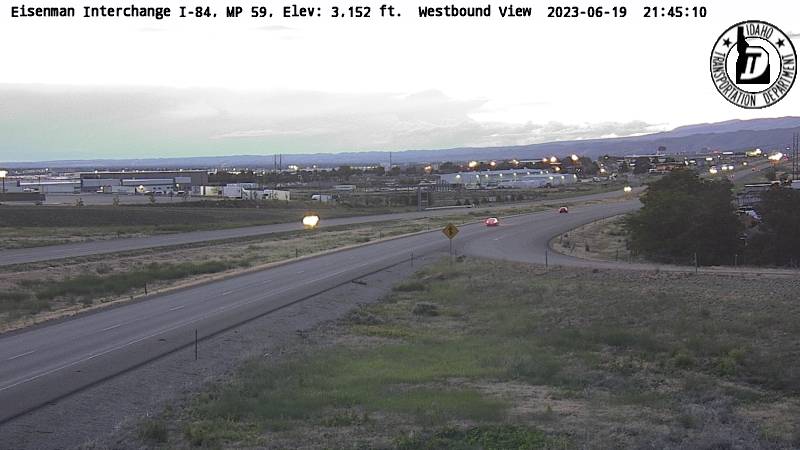 Eisenman Interchange I-84, MP 59, Elev: 3,152 ft. Westbound View 2023-06-19 21:45:10
IDAHO
TRANSPORTATION DEPARTMENT